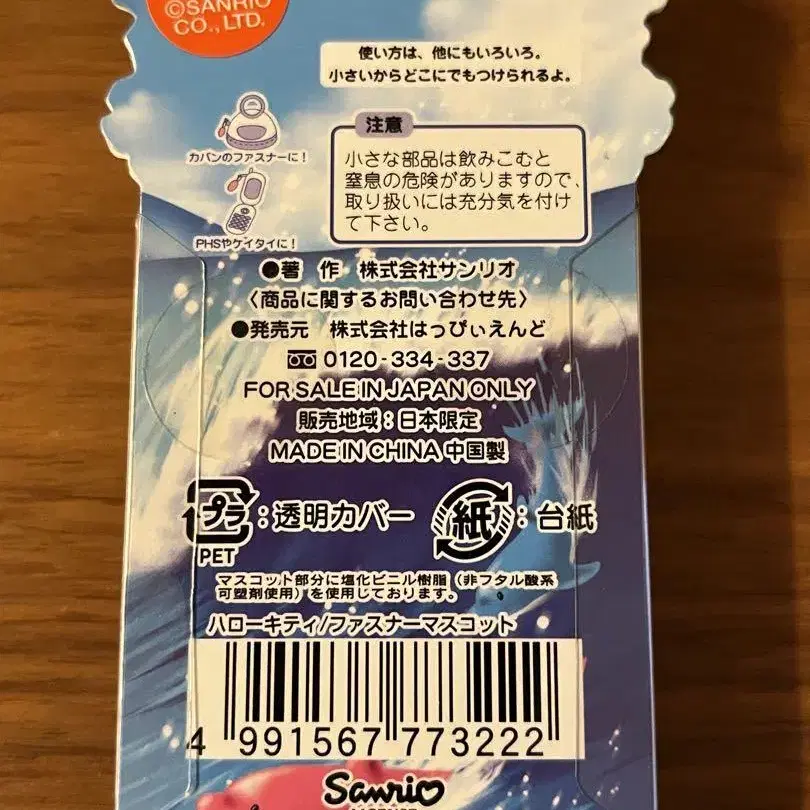 ©SANRIO
CO., LTD.
使い方は、他にもいろいろ。
小さいからどこにでもつけられるよ。
カバンのファスナーに！
PHSやケイタイに！
注意
小さな部品は飲みこむと
窒息の危険がありますので、
取り扱いには充分気を付け
て下さい。
●著 作 株式会社サンリオ
〈商品に関するお問い合わせ先〉
●発売元 株式会社はっぴぃえんど
0120-334-337
FOR SALE IN JAPAN ONLY
販売地域：日本限定
MADE IN CHINA 中国製
プラ：透明カバー
PET
紙：台紙
マスコット部分に塩化ビニル樹脂（非フタル酸系
可塑剤使用）を使用しております。
ハローキティ/ファスナーマスコット
4 991567 773222
Sanrio